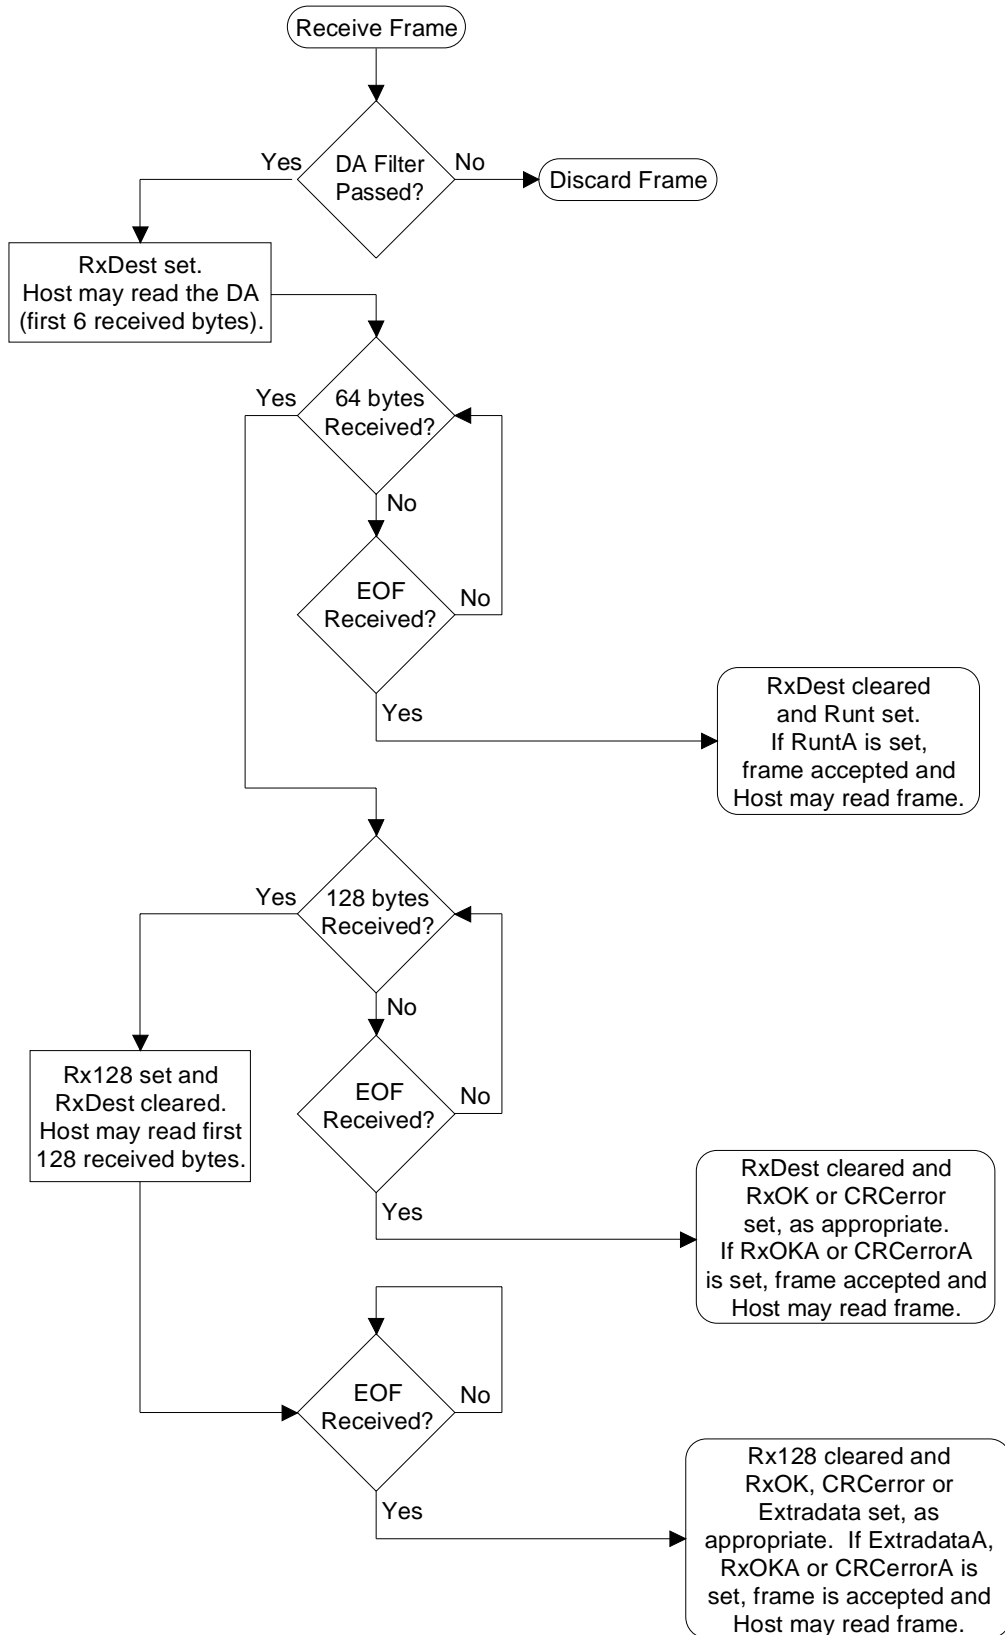 Receive Frame
Yes
DA Filter
Passed?
No
Discard Frame
RxDest set.
Host may read the DA
(first 6 received bytes).
Yes
64 bytes
Received?
No
EOF
Received?
No
Yes
RxDest cleared
and Runt set.
If RuntA is set,
frame accepted and
Host may read frame.
Yes
128 bytes
Received?
No
Rx128 set and
RxDest cleared.
Host may read first
128 received bytes.
EOF
Received?
No
Yes
RxDest cleared and
RxOK or CRCerror
set, as appropriate.
If RxOKA or CRCerrorA
is set, frame accepted and
Host may read frame.
EOF
Received?
No
Yes
Rx128 cleared and
RxOK, CRCerror or
Extradata set, as
appropriate. If ExtradataA,
RxOKA or CRCerrorA is
set, frame is accepted and
Host may read frame.